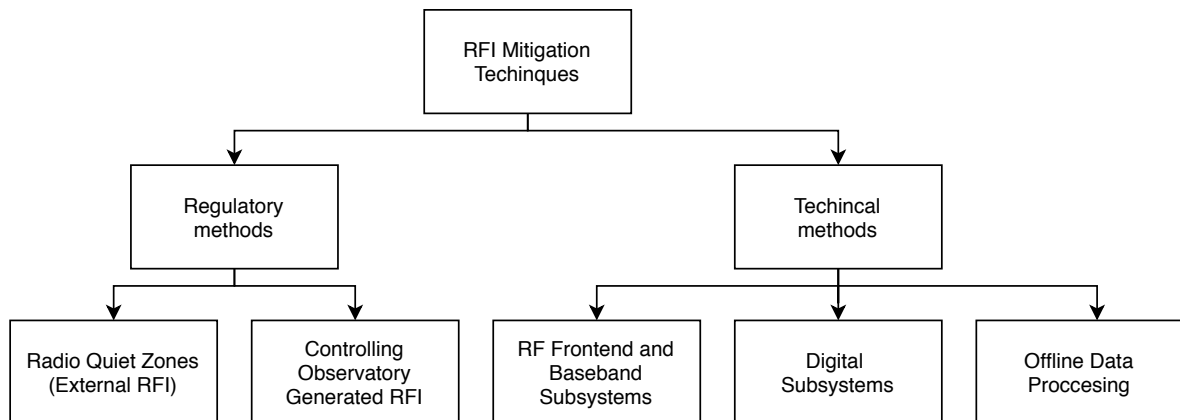 RFI Mitigation
Techinques
Regulatory
methods
Techincal
methods
Radio Quiet Zones
(External RFI)
Controlling
Observatory
Generated RFI
RF Frontend and
Baseband
Subsystems
Digital
Subsystems
Offline Data
Proccesing